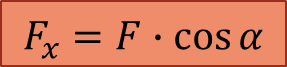 Fₓ = F · cos α